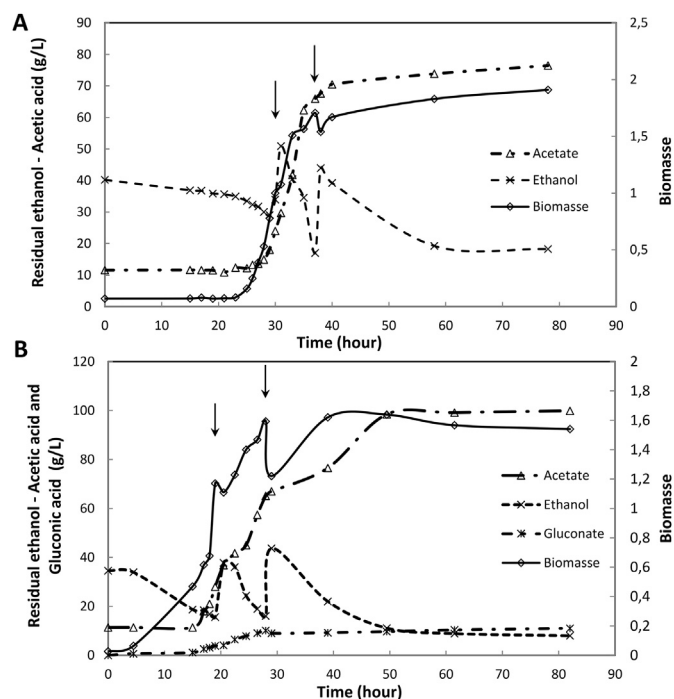 A
Residual ethanol - Acetic acid (g/L)
90
80
70
60
50
40
30
20
10
0
2,5
2
1,5
1
0,5
0
Biomasse
Acetate
Ethanol
Biomasse
0 10 20 30 40 50 60 70 80 90
Time (hour)
B
Residual ethanol - Acetic acid and
Gluconic acid (g/L)
120
100
80
60
40
20
0
2
1,8
1,6
1,4
1,2
1
0,8
0,6
0,4
0,2
0
Biomasse
Acetate
Ethanol
Gluconate
Biomasse
0 10 20 30 40 50 60 70 80 90
Time (hour)